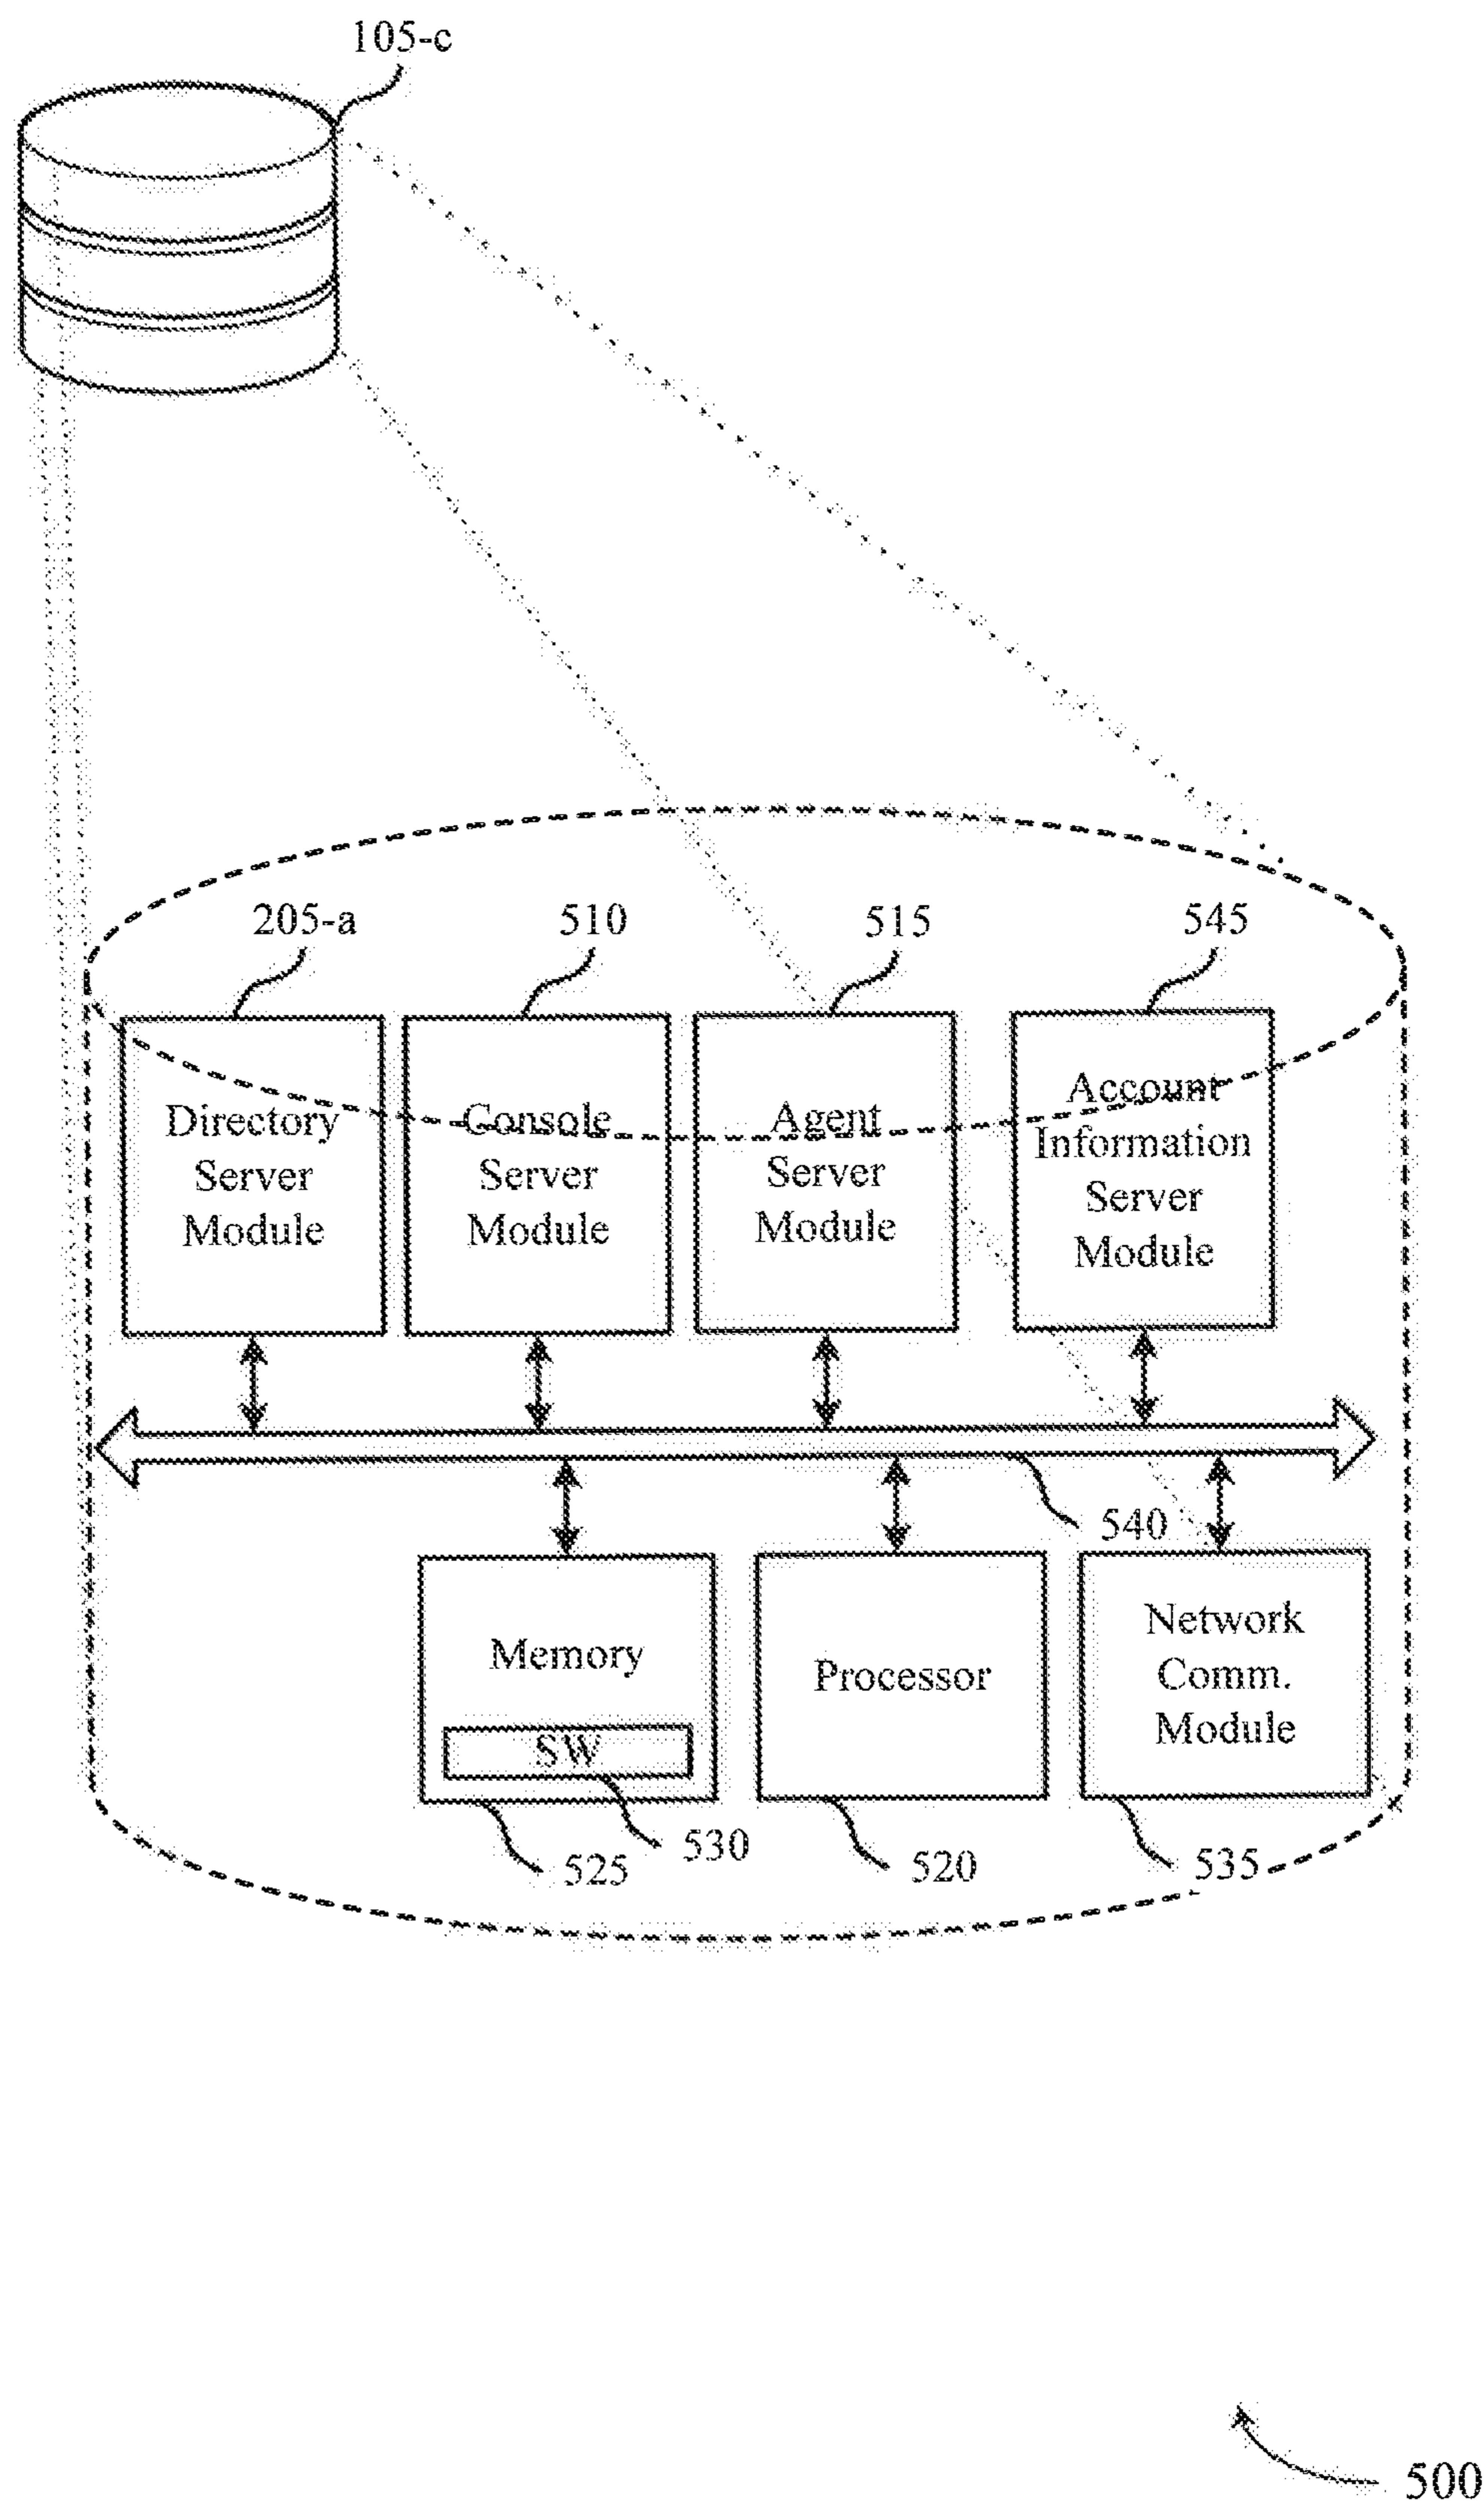 105-c
205-a
510
515
545
Directory
Server
Module
Console
Server
Module
Agent
Server
Module
Account
Information
Server
Module
540
Memory
SW
Processor
Network
Comm.
Module
530
525
520
535
500